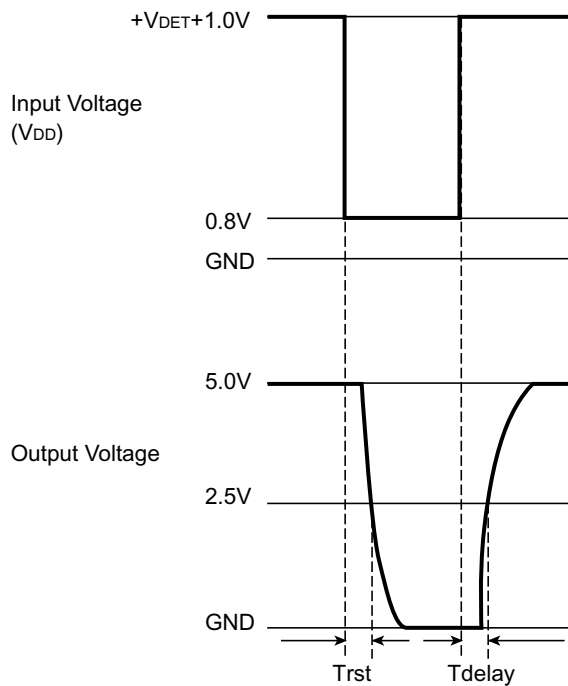 +VDET+1.0V
Input Voltage
(VDD)
0.8V
GND
5.0V
Output Voltage
2.5V
GND
Trst
Tdelay